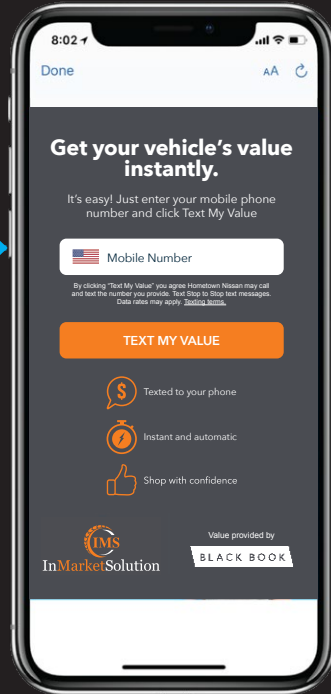 8:02
Done
AA
Get your vehicle's value
instantly.
It's easy! Just enter your mobile phone
number and click Text My Value
Mobile Number
By clicking "Text My Value" you agree Hometown Nissan may call
and text the number you provide. Text Stop to Stop text messages.
Data rates may apply. Texting terms.
TEXT MY VALUE
$
Texted to your phone
Instant and automatic
Shop with confidence
IMS
InMarketSolution
Value provided by
BLACK BOOK